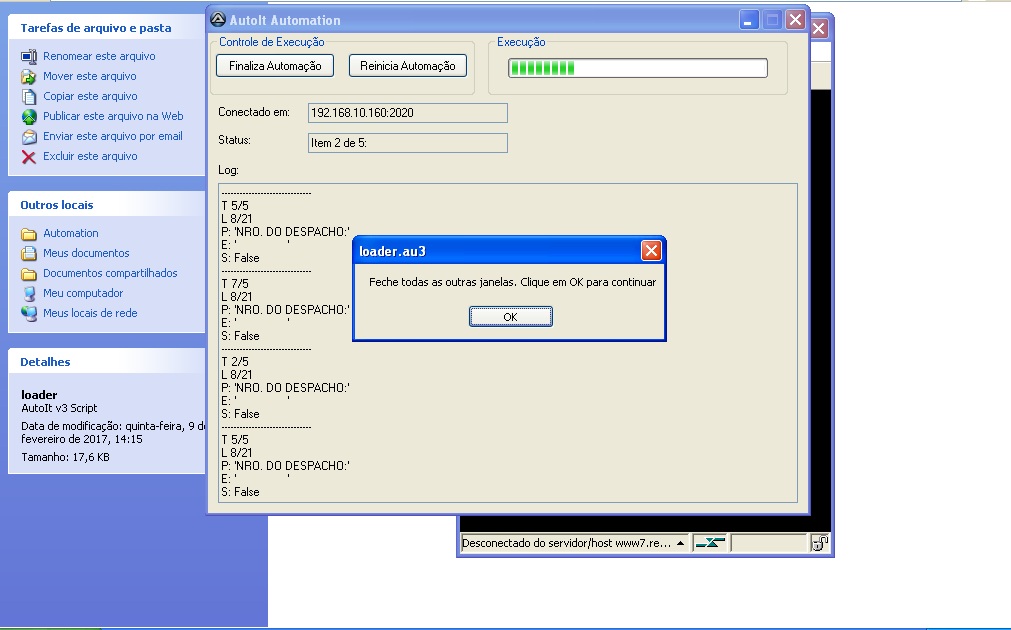 Tarefas de arquivo e pasta
Renomear este arquivo
Mover este arquivo
Copiar este arquivo
Publicar este arquivo na Web
Enviar este arquivo por email
Excluir este arquivo
Outros locais
Automation
Meus documentos
Documentos compartilhados
Meu computador
Meus locais de rede
Detalhes
loader
AutoIt v3 Script
Data de modificação: quinta-feira, 9 de
fevereiro de 2017, 14:15
Tamanho: 17,6 KB
AutoIt Automation
Controle de Execução
Finaliza Automação
Reinicia Automação
Execução
Conectado em:
192.168.10.160:2020
Status:
Item 2 de 5:
Log:
------------------------------
T 5/5
L 8/21
P: 'NRO. DO DESPACHO:'
E: '                 '
S: False
------------------------------
T 7/5
L 8/21
P: 'NRO. DO DESPACHO:'
E: '                 '
S: False
------------------------------
T 2/5
L 8/21
P: 'NRO. DO DESPACHO:'
E: '                 '
S: False
------------------------------
T 5/5
L 8/21
P: 'NRO. DO DESPACHO:'
E: '                 '
S: False
loader.au3
Feche todas as outras janelas. Clique em OK para continuar
OK
Desconectado do servidor/host www7.re...